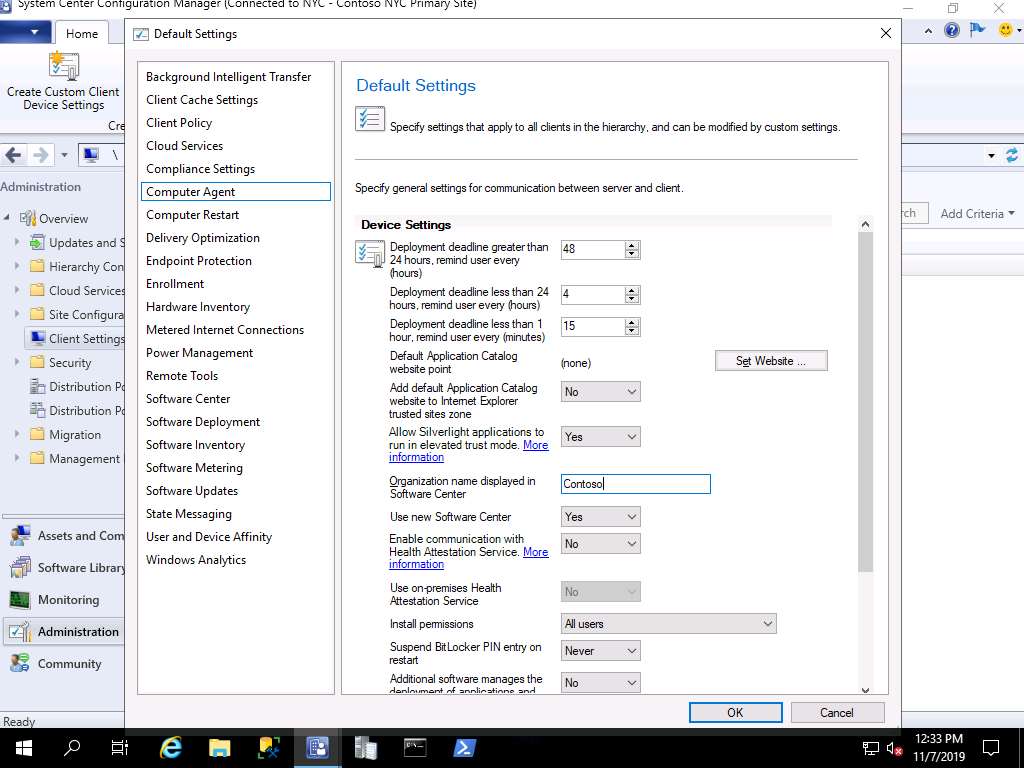 System Center Configuration Manager (Connected to NYC - Contoso NYC Primary Site)
Home
Create Custom Client
Device Settings
\
Administration
Overview
Updates and S
Hierarchy Con
Cloud Services
Site Configura
Client Settings
Security
Distribution Po
Distribution Po
Migration
Management
Assets and Com
Software Library
Monitoring
Administration
Community
Ready
Default Settings
Background Intelligent Transfer
Client Cache Settings
Client Policy
Cloud Services
Compliance Settings
Computer Agent
Computer Restart
Delivery Optimization
Endpoint Protection
Enrollment
Hardware Inventory
Metered Internet Connections
Power Management
Remote Tools
Software Center
Software Deployment
Software Inventory
Software Metering
Software Updates
State Messaging
User and Device Affinity
Windows Analytics
Default Settings
Specify settings that apply to all clients in the hierarchy, and can be modified by custom settings.
Specify general settings for communication between server and client.
Device Settings
Deployment deadline greater than
24 hours, remind user every
(hours)
48
Deployment deadline less than 24
hours, remind user every (hours)
4
Deployment deadline less than 1
hour, remind user every (minutes)
15
Default Application Catalog
website point
(none)
Set Website ...
Add default Application Catalog
website to Internet Explorer
trusted sites zone
No
Allow Silverlight applications to
run in elevated trust mode. More
information
Yes
Organization name displayed in
Software Center
Contoso
Use new Software Center
Yes
Enable communication with
Health Attestation Service. More
information
No
Use on-premises Health
Attestation Service
No
Install permissions
All users
Suspend BitLocker PIN entry on
restart
Never
Additional software manages the
deployment of applications and
No
OK
Cancel
rch
Add Criteria
12:33 PM
11/7/2019